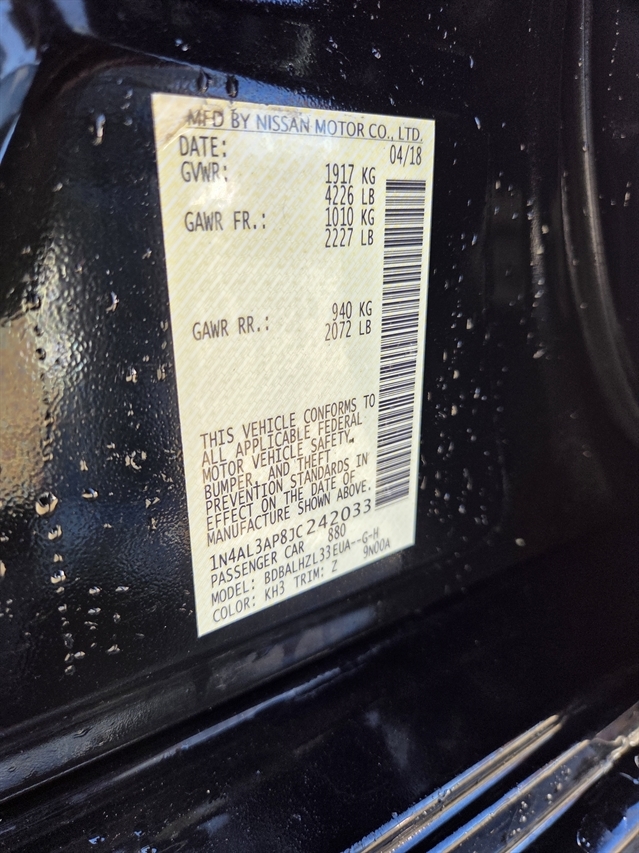 MFD BY NISSAN MOTOR CO., LTD.
DATE: 04/18
GVWR: 1917 KG
4226 LB
GAWR FR.: 1010 KG
2227 LB
GAWR RR.: 940 KG
2072 LB
THIS VEHICLE CONFORMS TO
ALL APPLICABLE FEDERAL
MOTOR VEHICLE SAFETY,
BUMPER, AND THEFT
PREVENTION STANDARDS IN
EFFECT ON THE DATE OF
MANUFACTURE SHOWN ABOVE.
1N4AL3AP8JC242033
PASSENGER CAR 880
MODEL: BDBALHZL33EUA--G-H
COLOR: KH3 TRIM: Z 9N00A